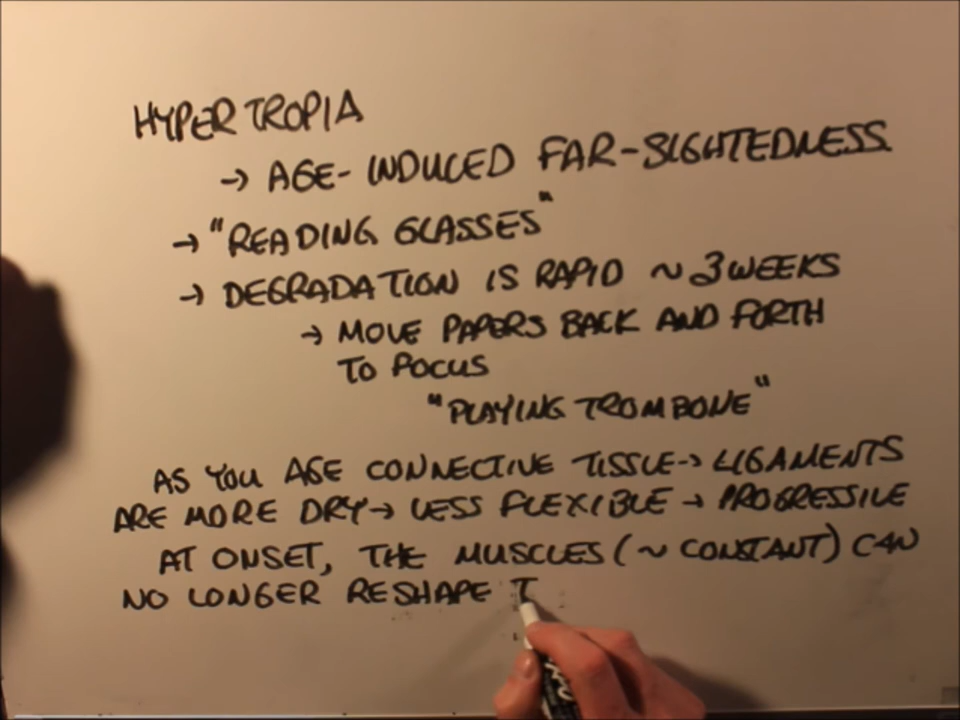 HYPERTROPIA
→ AGE-INDUCED FAR-SIGHTEDNESS.
→ "READING GLASSES"
→ DEGRADATION IS RAPID ~ 3 WEEKS
→ MOVE PAPERS BACK AND FORTH
TO FOCUS
"PLAYING TROMBONE"
AS YOU AGE CONNECTIVE TISSUE→ LIGAMENTS
ARE MORE DRY→ LESS FLEXIBLE → PROGRESSIVE
AT ONSET, THE MUSCLES (~ CONSTANT) CAN
NO LONGER RESHAPE T